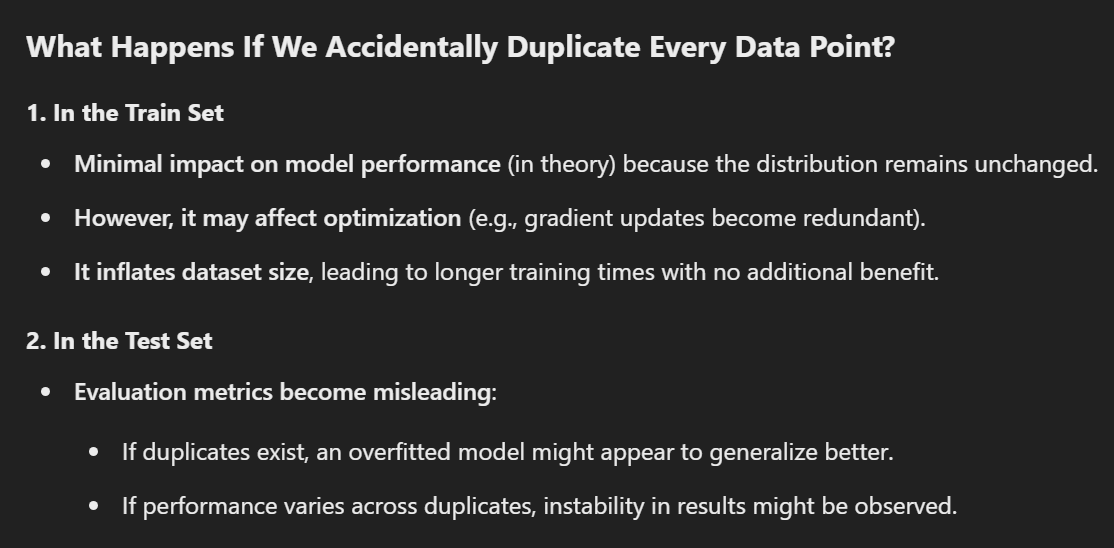 What Happens If We Accidentally Duplicate Every Data Point?
1. In the Train Set
• Minimal impact on model performance (in theory) because the distribution remains unchanged.
• However, it may affect optimization (e.g., gradient updates become redundant).
• It inflates dataset size, leading to longer training times with no additional benefit.
2. In the Test Set
• Evaluation metrics become misleading:
• If duplicates exist, an overfitted model might appear to generalize better.
• If performance varies across duplicates, instability in results might be observed.